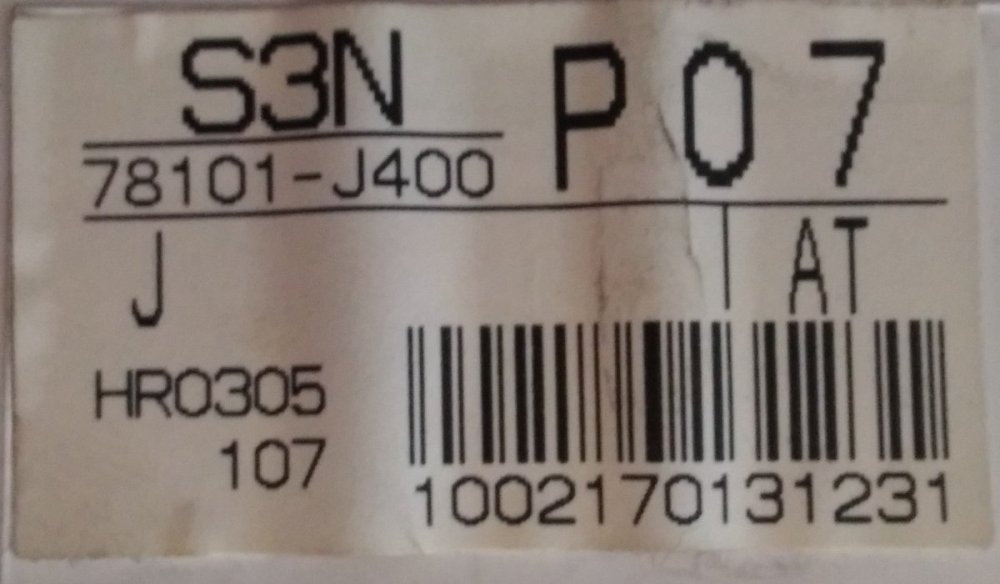 S3N P07
78101-J400
J AT
HR0305
107
1002170131231